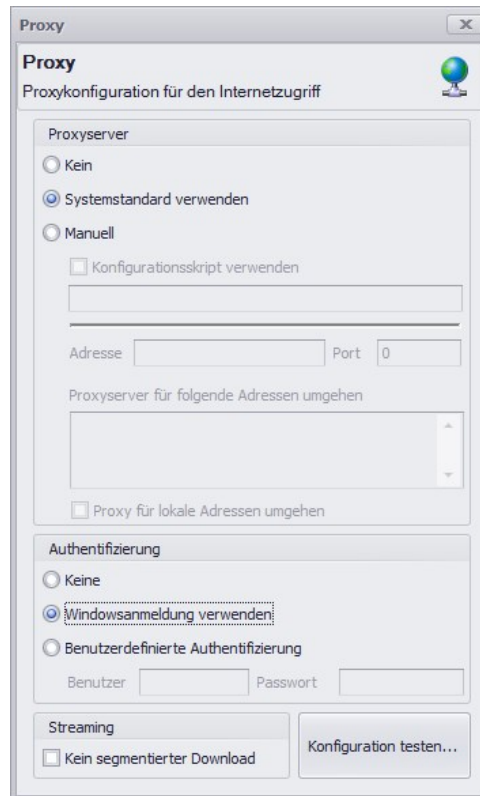 Proxy
Proxy
Proxykonfiguration für den Internetzugriff
Proxyserver
Kein
Systemstandard verwenden
Manuell
Konfigurationsskript verwenden
Adresse Port 0
Proxyserver für folgende Adressen umgehen
Proxy für lokale Adressen umgehen
Authentifizierung
Keine
Windowsanmeldung verwenden
Benutzerdefinierte Authentifizierung
Benutzer Passwort
Streaming
Kein segmentierter Download
Konfiguration testen...